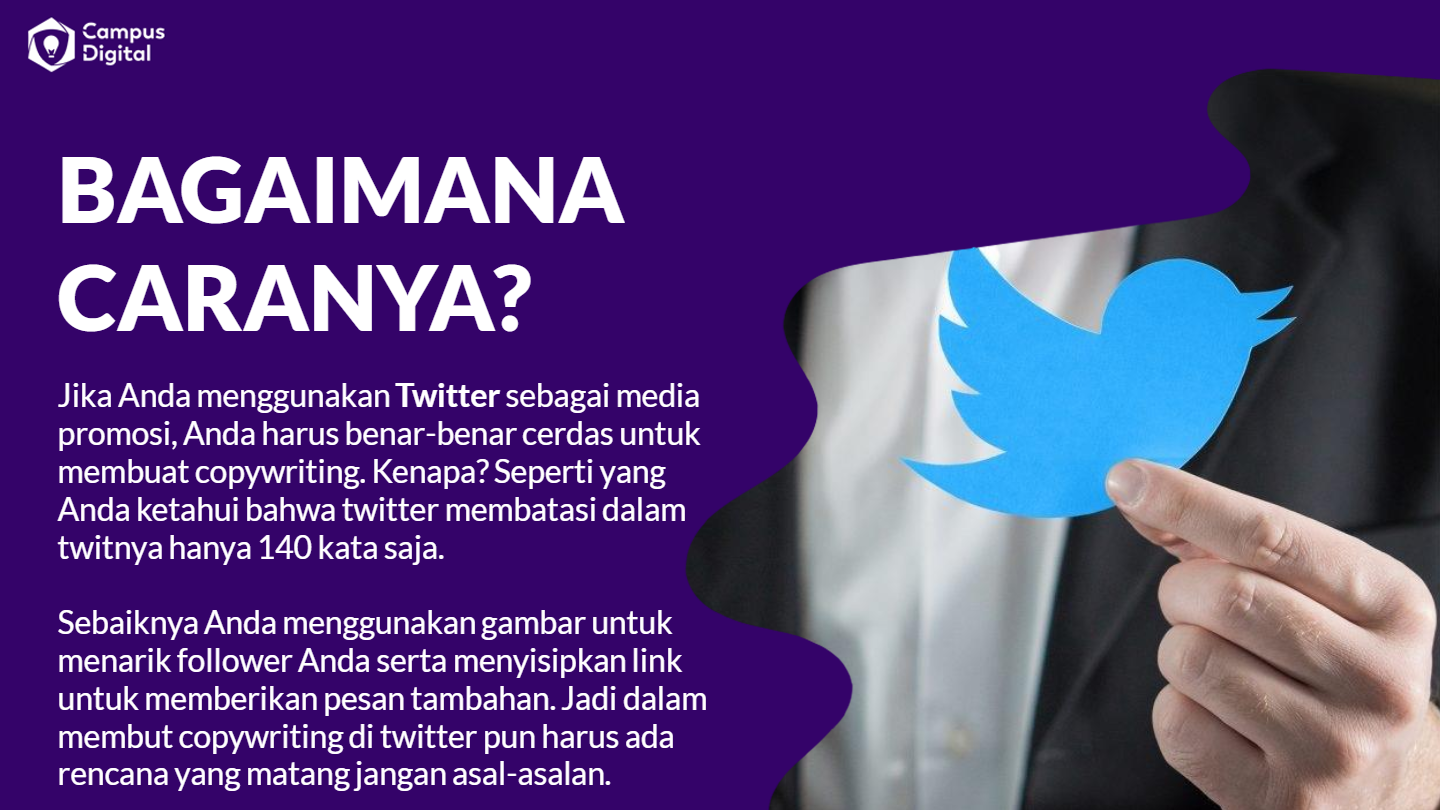 Campus
Digital
BAGAIMANA
CARANYA?
Jika Anda menggunakan Twitter sebagai media
promosi, Anda harus benar-benar cerdas untuk
membuat copywriting. Kenapa? Seperti yang
Anda ketahui bahwa twitter membatasi dalam
twitnya hanya 140 kata saja.
Sebaiknya Anda menggunakan gambar untuk
menarik follower Anda serta menyisipkan link
untuk memberikan pesan tambahan. Jadi dalam
membut copywriting di twitter pun harus ada
rencana yang matang jangan asal-asalan.